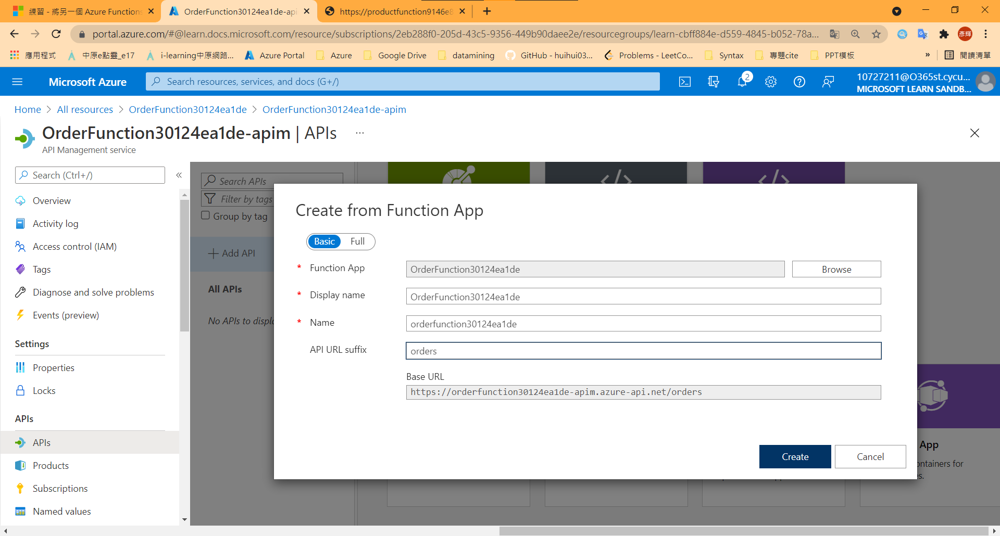 練習 - 將另一個 Azure Functions
OrderFunction30124ea1de-api
https://productfunction9146e8
portal.azure.com/#@learn.docs.microsoft.com/resource/subscriptions/2eb288f0-205d-43c5-9356-449b90daee2e/resourcegroups/learn-cbff884e-d559-4845-b052-78a...
彥輝
應用程式
中原e點靈_e17
i-learning中原網路...
Azure Portal
Azure
Google Drive
datamining
GitHub - huihui03...
Problems - LeetCo...
Syntax
專題cite
PPT模板
»
閱讀清單
Microsoft Azure
Search resources, services, and docs (G+/)
2
10727211@O365st.cycu...
MICROSOFT LEARN SANDB...
Home > All resources > OrderFunction30124ea1de > OrderFunction30124ea1de-apim
OrderFunction30124ea1de-apim | APIs ...
API Management service
Search (Ctrl+/)
«
Overview
Activity log
Access control (IAM)
Tags
Diagnose and solve problems
Events (preview)
Settings
Properties
Locks
APIs
APIs
Products
Subscriptions
Named values
Search APIs
Filter by tags
Group by tag
+ Add API
All APIs
No APIs to displ
Create from Function App
Basic Full
* Function App
OrderFunction30124ea1de
Browse
* Display name
OrderFunction30124ea1de
* Name
orderfunction30124ea1de
API URL suffix
orders
Base URL
https://orderfunction30124ea1de-apim.azure-api.net/orders
Create
Cancel
App
ontainers for
es.